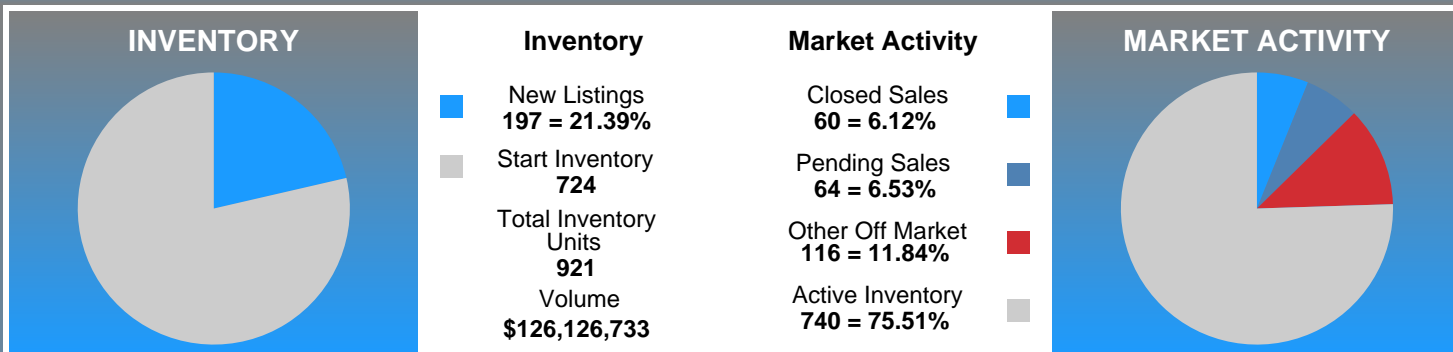 INVENTORY
Inventory
New Listings
197 = 21.39%
Start Inventory
724
Total Inventory
Units
921
Volume
$126,126,733
Market Activity
Closed Sales
60 = 6.12%
Pending Sales
64 = 6.53%
Other Off Market
116 = 11.84%
Active Inventory
740 = 75.51%
MARKET ACTIVITY